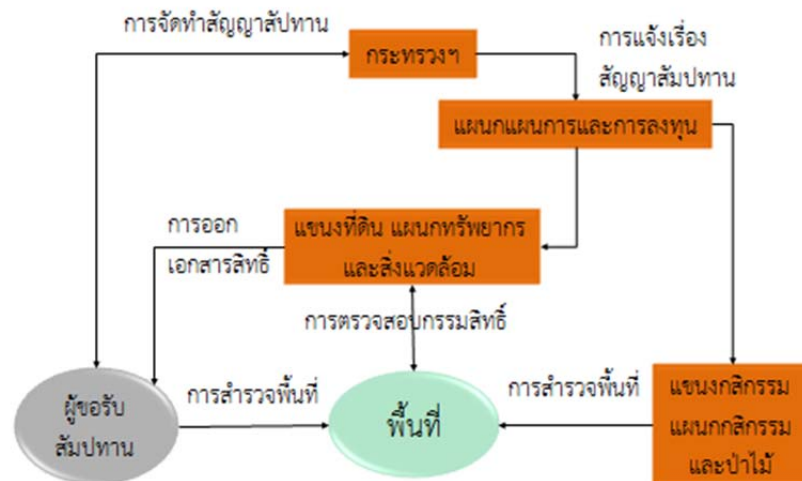 การจัดทำสัญญาสัปทาน
กระทรวงฯ
การแจ้งเรื่อง
สัญญาสัมปทาน
แผนกแผนการและการลงทุน
การออก
เอกสารสิทธิ์
แขนงที่ดิน แผนกทรัพยากร
และสิ่งแวดล้อม
การตรวจสอบกรรมสิทธิ์
ผู้ขอรับ
สัมปทาน
การสำรวจพื้นที่
พื้นที่
การสำรวจพื้นที่
แขนงกสิกรรม
แผนกกสิกรรม
และป่าไม้